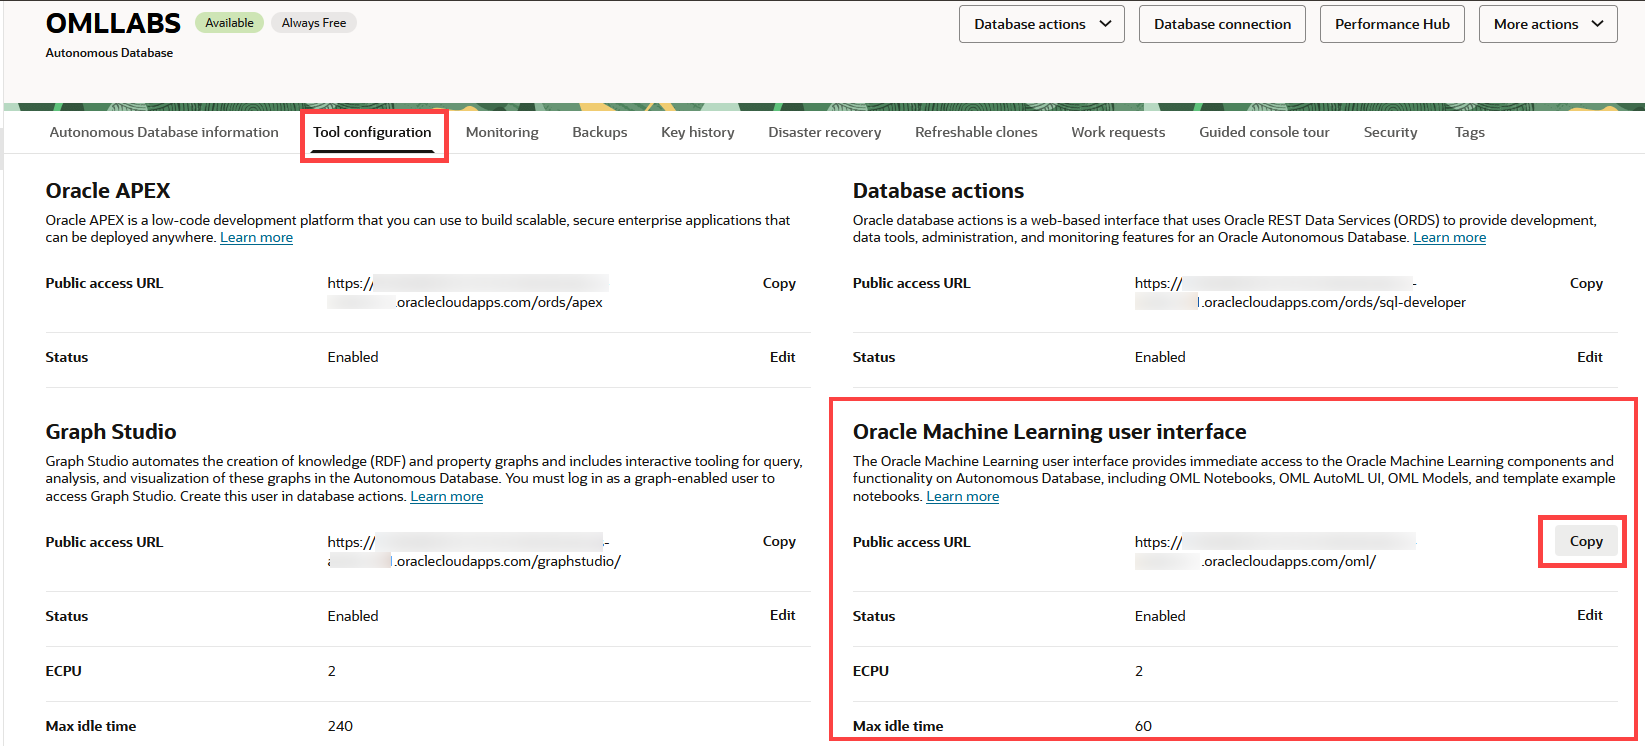 OMLLABS Available Always Free
Autonomous Database
Database actions Database connection Performance Hub More actions
Autonomous Database information Tool configuration Monitoring Backups Key history Disaster recovery Refreshable clones Work requests Guided console tour Security Tags
Oracle APEX
Oracle APEX is a low-code development platform that you can use to build scalable, secure enterprise applications that
can be deployed anywhere. Learn more
Public access URL https:// Copy
.oraclecloudapps.com/ords/apex
Status Enabled Edit
Database actions
Oracle database actions is a web-based interface that uses Oracle REST Data Services (ORDS) to provide development,
data tools, administration, and monitoring features for an Oracle Autonomous Database. Learn more
Public access URL https:// - Copy
1.oraclecloudapps.com/ords/sql-developer
Status Enabled Edit
Graph Studio
Graph Studio automates the creation of knowledge (RDF) and property graphs and includes interactive tooling for query,
analysis, and visualization of these graphs in the Autonomous Database. You must log in as a graph-enabled user to
access Graph Studio. Create this user in database actions. Learn more
Public access URL https:// - Copy
1.oraclecloudapps.com/graphstudio/
Status Enabled Edit
ECPU 2
Max idle time 240
Oracle Machine Learning user interface
The Oracle Machine Learning user interface provides immediate access to the Oracle Machine Learning components and
functionality on Autonomous Database, including OML Notebooks, OML AutoML UI, OML Models, and template example
notebooks. Learn more
Public access URL https:// Copy
.oraclecloudapps.com/oml/
Status Enabled Edit
ECPU 2
Max idle time 60